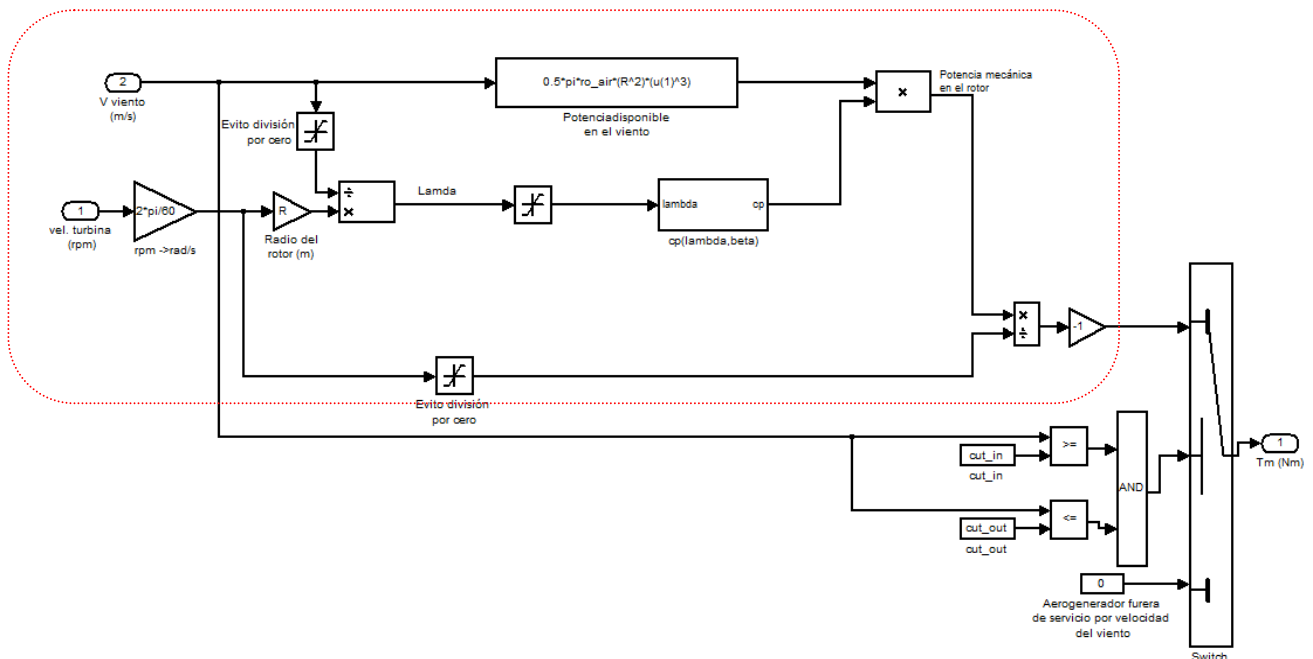 2
V viento
(m/s)
0.5*pi*ro_air*(R^2)*(u(1)^3)
Potenciadisponible
en el viento
×
Potencia mecánica
en el rotor
Evito división
por cero
÷
×
Lamda
lambda
cp
cp(lambda,beta)
1
vel. turbina
(rpm)
2*pi/60
rpm ->rad/s
R
Radio del
rotor (m)
×
÷
-1
Evito división
por cero
cut_in
cut_in
>=
AND
cut_out
cut_out
<=
0
Aerogenerador furera
de servicio por velocidad
del viento
Switch
1
Tm (Nm)